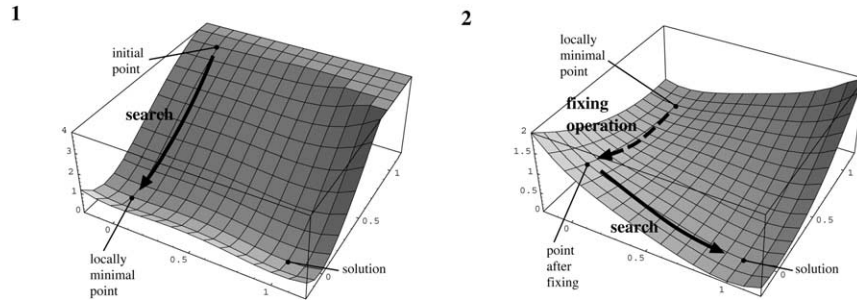 1
initial
point
search
4
3
2
1
0
0
0.5
1
0
0.5
1
locally
minimal
point
solution
2
locally
minimal
point
fixing
operation
2
1.5
1
0.5
0
0
0.5
1
0
0.5
1
search
point
after
fixing
solution